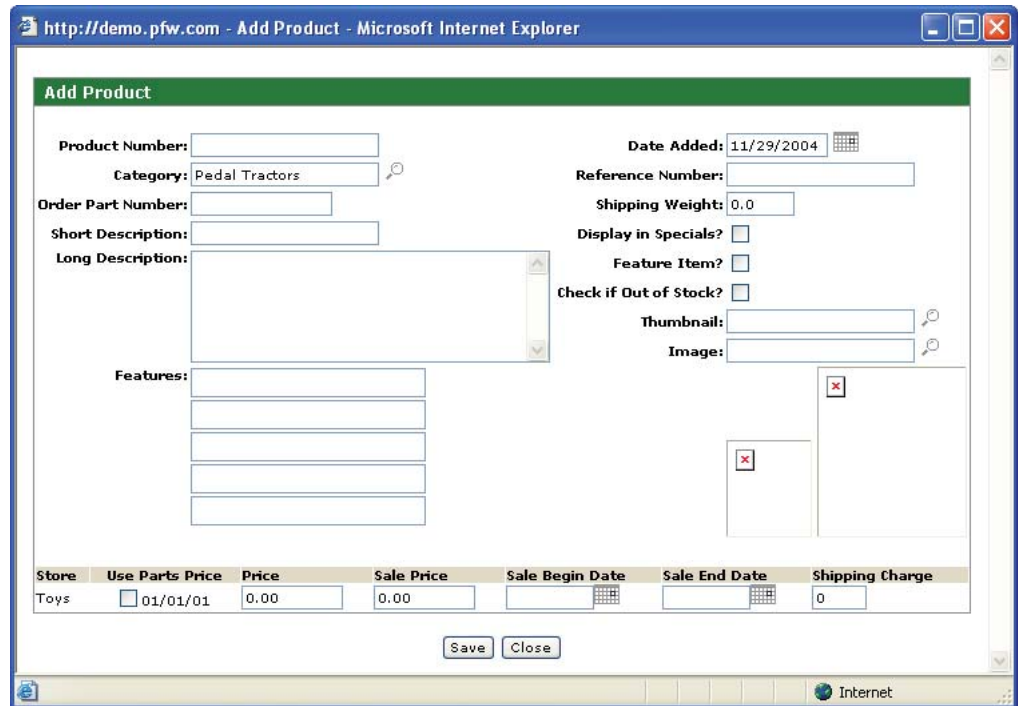 http://demo.pfw.com - Add Product - Microsoft Internet Explorer
Add Product
Product Number:
Date Added: 11/29/2004
Category: Pedal Tractors
Reference Number:
Order Part Number:
Shipping Weight: 0.0
Short Description:
Display in Specials?
Long Description:
Feature Item?
Check if Out of Stock?
Thumbnail:
Image:
Features:
Store Use Parts Price Price Sale Price Sale Begin Date Sale End Date Shipping Charge
Toys 01/01/01 0.00 0.00 0
Save Close
Internet